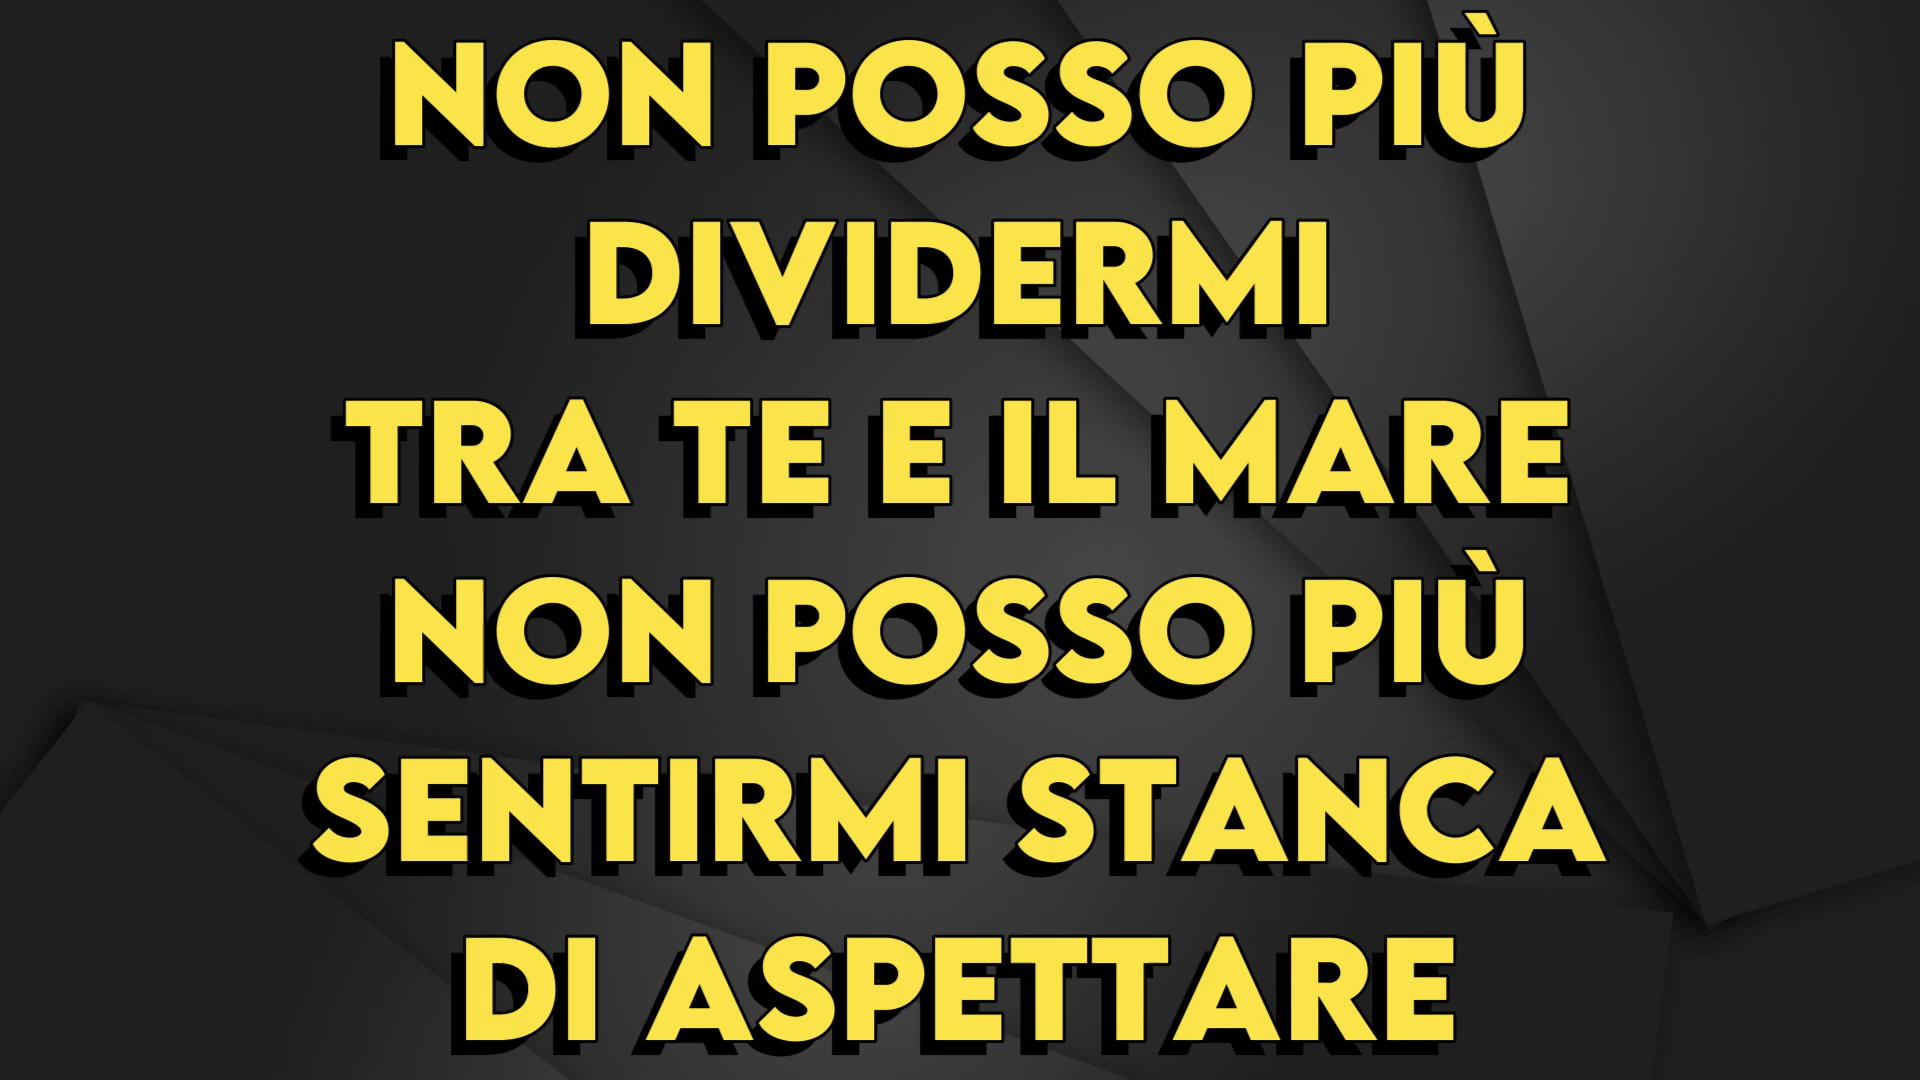 NON POSSO PIÙ
DIVIDERMI
TRA TE E IL MARE
NON POSSO PIÙ
SENTIRMI STANCA
DI ASPETTARE